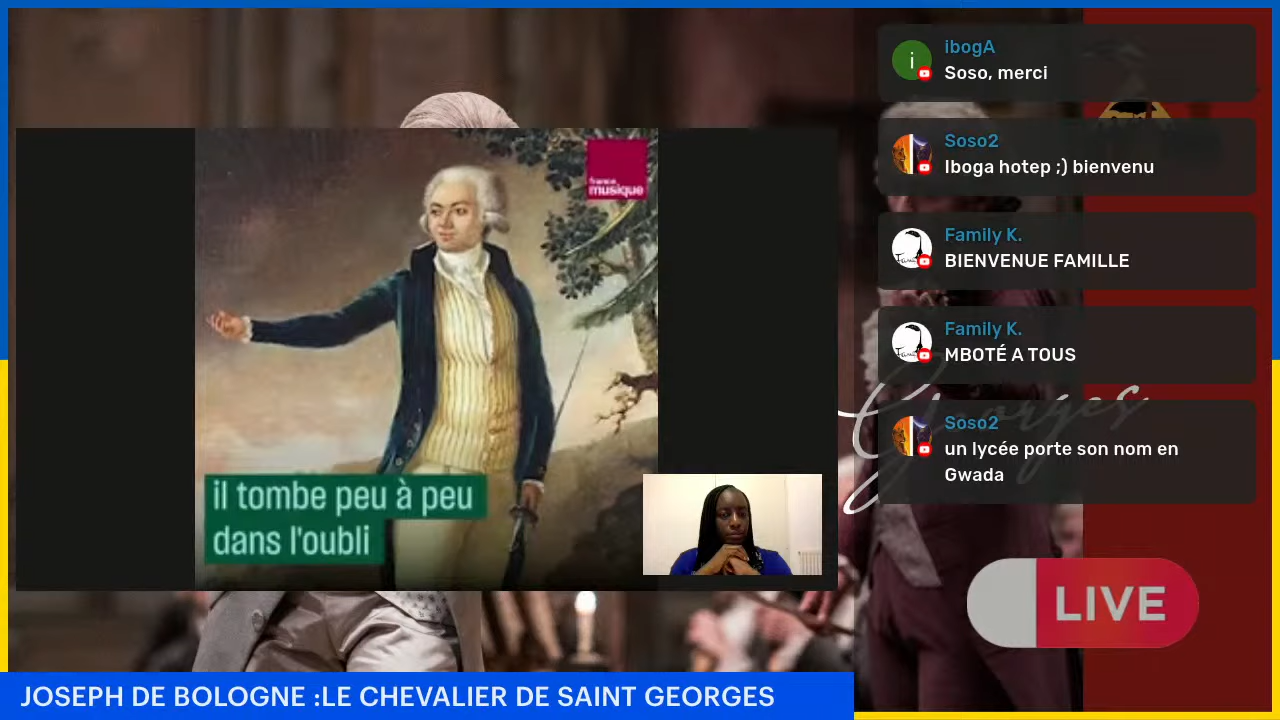 france
musique
il tombe peu à peu
dans l'oubli
JOSEPH DE BOLOGNE :LE CHEVALIER DE SAINT GEORGES
i
ibogA
Soso, merci
Soso2
Iboga hotep ;) bienvenu
Family K.
BIENVENUE FAMILLE
Family K.
MBOTÉ A TOUS
Soso2
un lycée porte son nom en
Gwada
Georges
LIVE